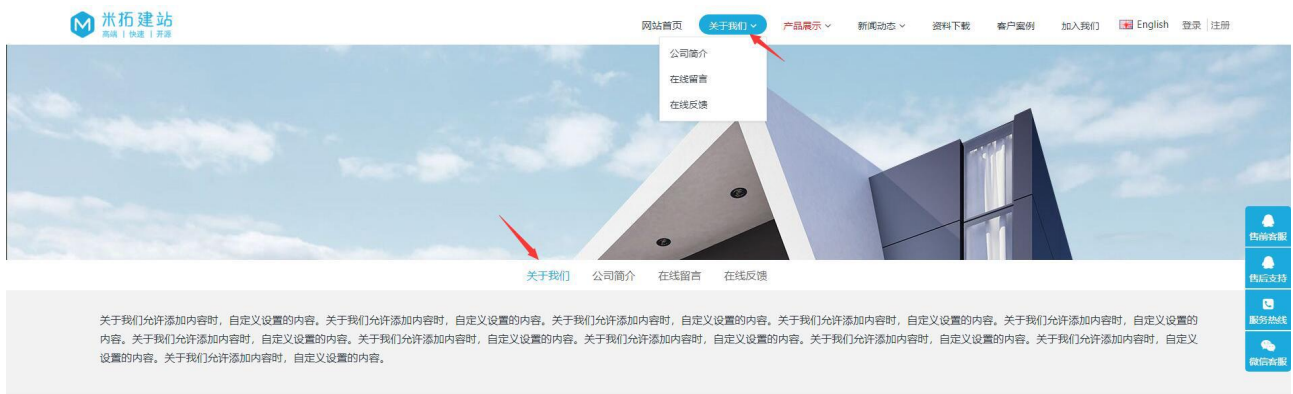 米拓建站
高端 | 快速 | 开源
网站首页 关于我们 产品展示 新闻动态 资料下载 客户案例 加入我们 English 登录 | 注册
公司简介
在线留言
在线反馈
售前客服
售后支持
服务热线
微信客服
关于我们 公司简介 在线留言 在线反馈
关于我们允许添加内容时，自定义设置的内容。关于我们允许添加内容时，自定义设置的内容。关于我们允许添加内容时，自定义设置的内容。关于我们允许添加内容时，自定义设置的内容。关于我们允许添加内容时，自定义设置的
内容。关于我们允许添加内容时，自定义设置的内容。关于我们允许添加内容时，自定义设置的内容。关于我们允许添加内容时，自定义设置的内容。关于我们允许添加内容时，自定义设置的内容。关于我们允许添加内容时，自定义
设置的内容。关于我们允许添加内容时，自定义设置的内容。